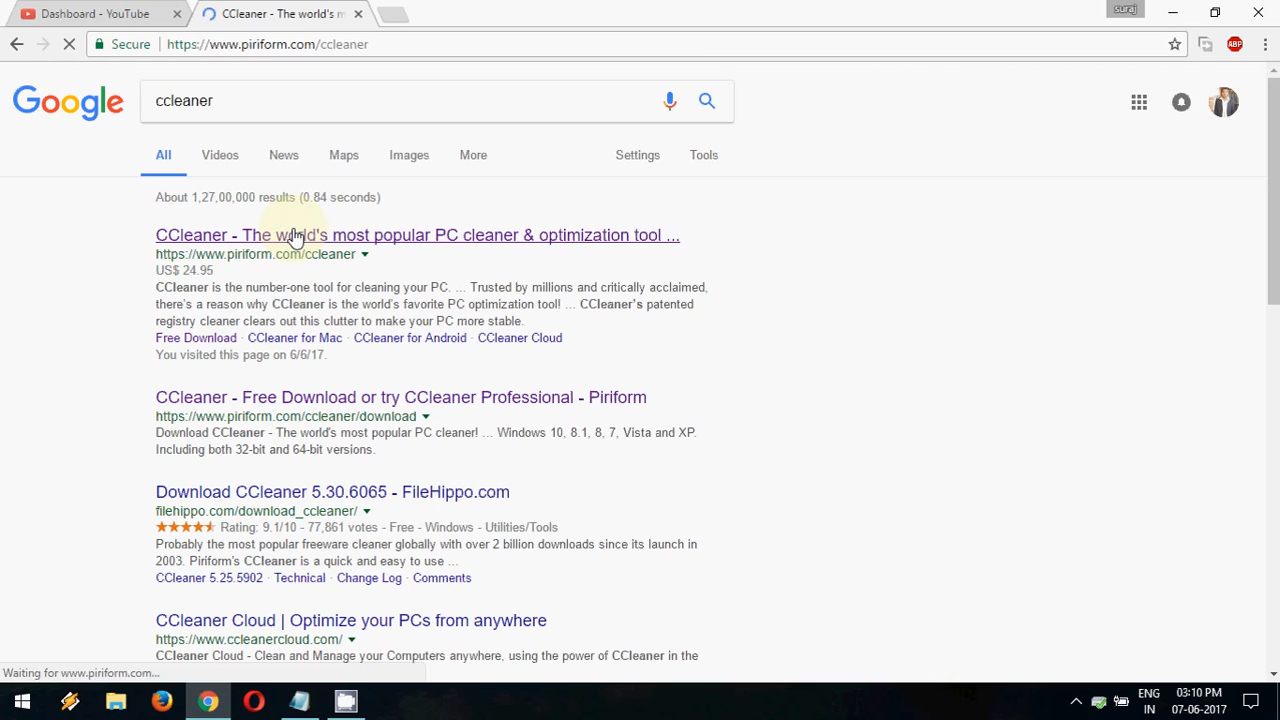 Dashboard - YouTube
CCleaner - The world's m
suraj
Secure
https://www.piriform.com/ccleaner
ABP
Google
ccleaner
All
Videos
News
Maps
Images
More
Settings
Tools
About 1,27,00,000 results (0.84 seconds)
CCleaner - The world's most popular PC cleaner & optimization tool ...
https://www.piriform.com/ccleaner
US$ 24.95
CCleaner is the number-one tool for cleaning your PC. ... Trusted by millions and critically acclaimed,
there's a reason why CCleaner is the world's favorite PC optimization tool! ... CCleaner's patented
registry cleaner clears out this clutter to make your PC more stable.
Free Download · CCleaner for Mac · CCleaner for Android · CCleaner Cloud
You visited this page on 6/6/17.
CCleaner - Free Download or try CCleaner Professional - Piriform
https://www.piriform.com/ccleaner/download
Download CCleaner - The world's most popular PC cleaner! ... Windows 10, 8.1, 8, 7, Vista and XP.
Including both 32-bit and 64-bit versions.
Download CCleaner 5.30.6065 - FileHippo.com
filehippo.com/download_ccleaner/
Rating: 9.1/10 - 77,861 votes - Free - Windows - Utilities/Tools
Probably the most popular freeware cleaner globally with over 2 billion downloads since its launch in
2003. Piriform's CCleaner is a quick and easy to use ...
CCleaner 5.25.5902 · Technical · Change Log · Comments
CCleaner Cloud | Optimize your PCs from anywhere
https://www.ccleanercloud.com/
CCleaner Cloud - Clean and Manage your Computers anywhere, using the power of CCleaner in the
Waiting for www.piriform.com...
ENG
IN
03:10 PM
07-06-2017